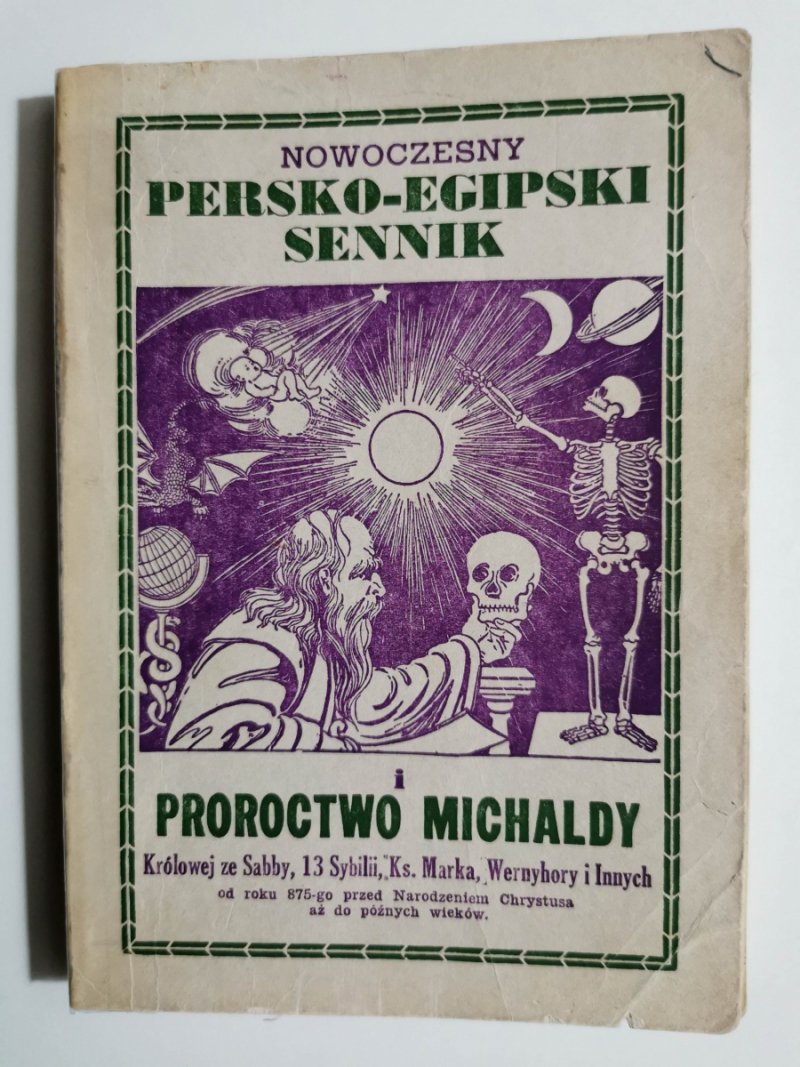 NOWOCZESNY
PERSKO-EGIPSKI
SENNIK
i
PROROCTWO MICHALDY
Królowej ze Sabby, 13 Sybilii, Ks. Marka, Wernyhory i Innych
od roku 875-go przed Narodzeniem Chrystusa
aż do późnych wieków.